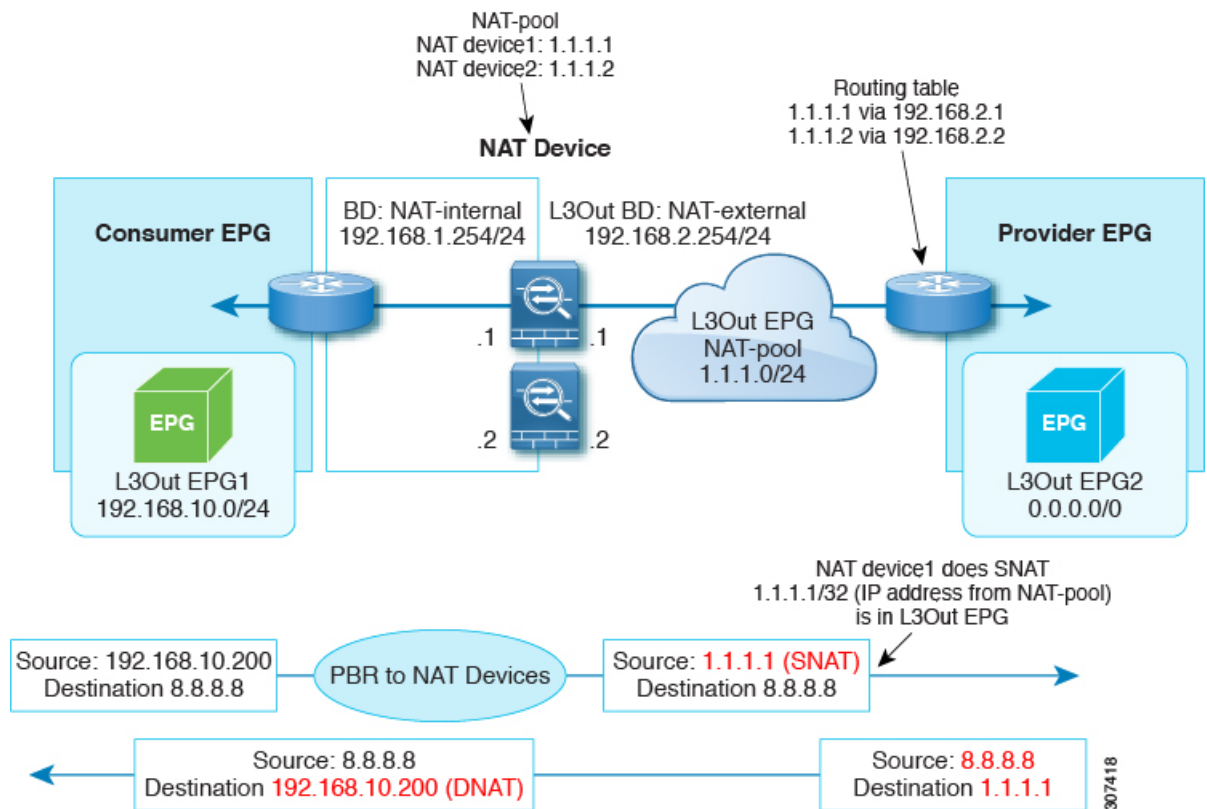 NAT-pool
NAT device1: 1.1.1.1
NAT device2: 1.1.1.2
Routing table
1.1.1.1 via 192.168.2.1
1.1.1.2 via 192.168.2.2
NAT Device
Consumer EPG
BD: NAT-internal
192.168.1.254/24
L3Out BD: NAT-external
192.168.2.254/24
Provider EPG
.1
.1
L3Out EPG
NAT-pool
1.1.1.0/24
EPG
L3Out EPG1
192.168.10.0/24
.2
.2
EPG
L3Out EPG2
0.0.0.0/0
NAT device1 does SNAT
1.1.1.1/32 (IP address from NAT-pool)
is in L3Out EPG
Source: 192.168.10.200
Destination 8.8.8.8
PBR to NAT Devices
Source: 1.1.1.1 (SNAT)
Destination 8.8.8.8
Source: 8.8.8.8
Destination 192.168.10.200 (DNAT)
Source: 8.8.8.8
Destination 1.1.1.1
307418